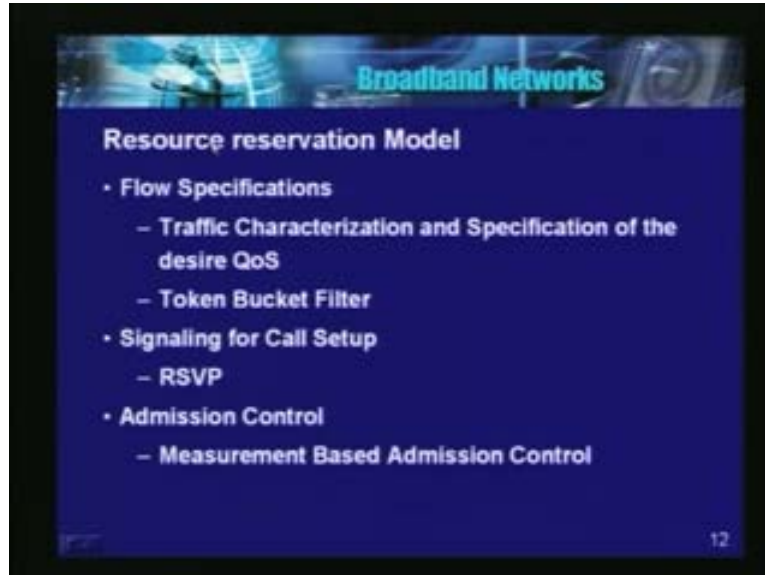 Broadband Networks
Resource reservation Model
• Flow Specifications
– Traffic Characterization and Specification of the
desire QoS
– Token Bucket Filter
• Signaling for Call Setup
– RSVP
• Admission Control
– Measurement Based Admission Control
12